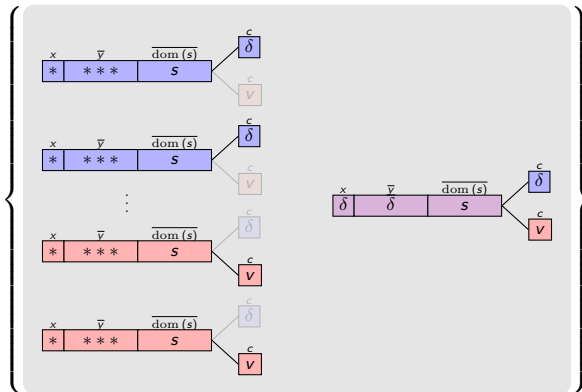 c
δ
x ȳ dom (s)
* * * * s
c
v
c
δ
x ȳ dom (s)
* * * * s
c
v
⋮
c
δ
x ȳ dom (s)
* * * * s
c
v
c
δ
x ȳ dom (s)
* * * * s
c
v
c
δ
x ȳ dom (s)
δ δ s
c
v